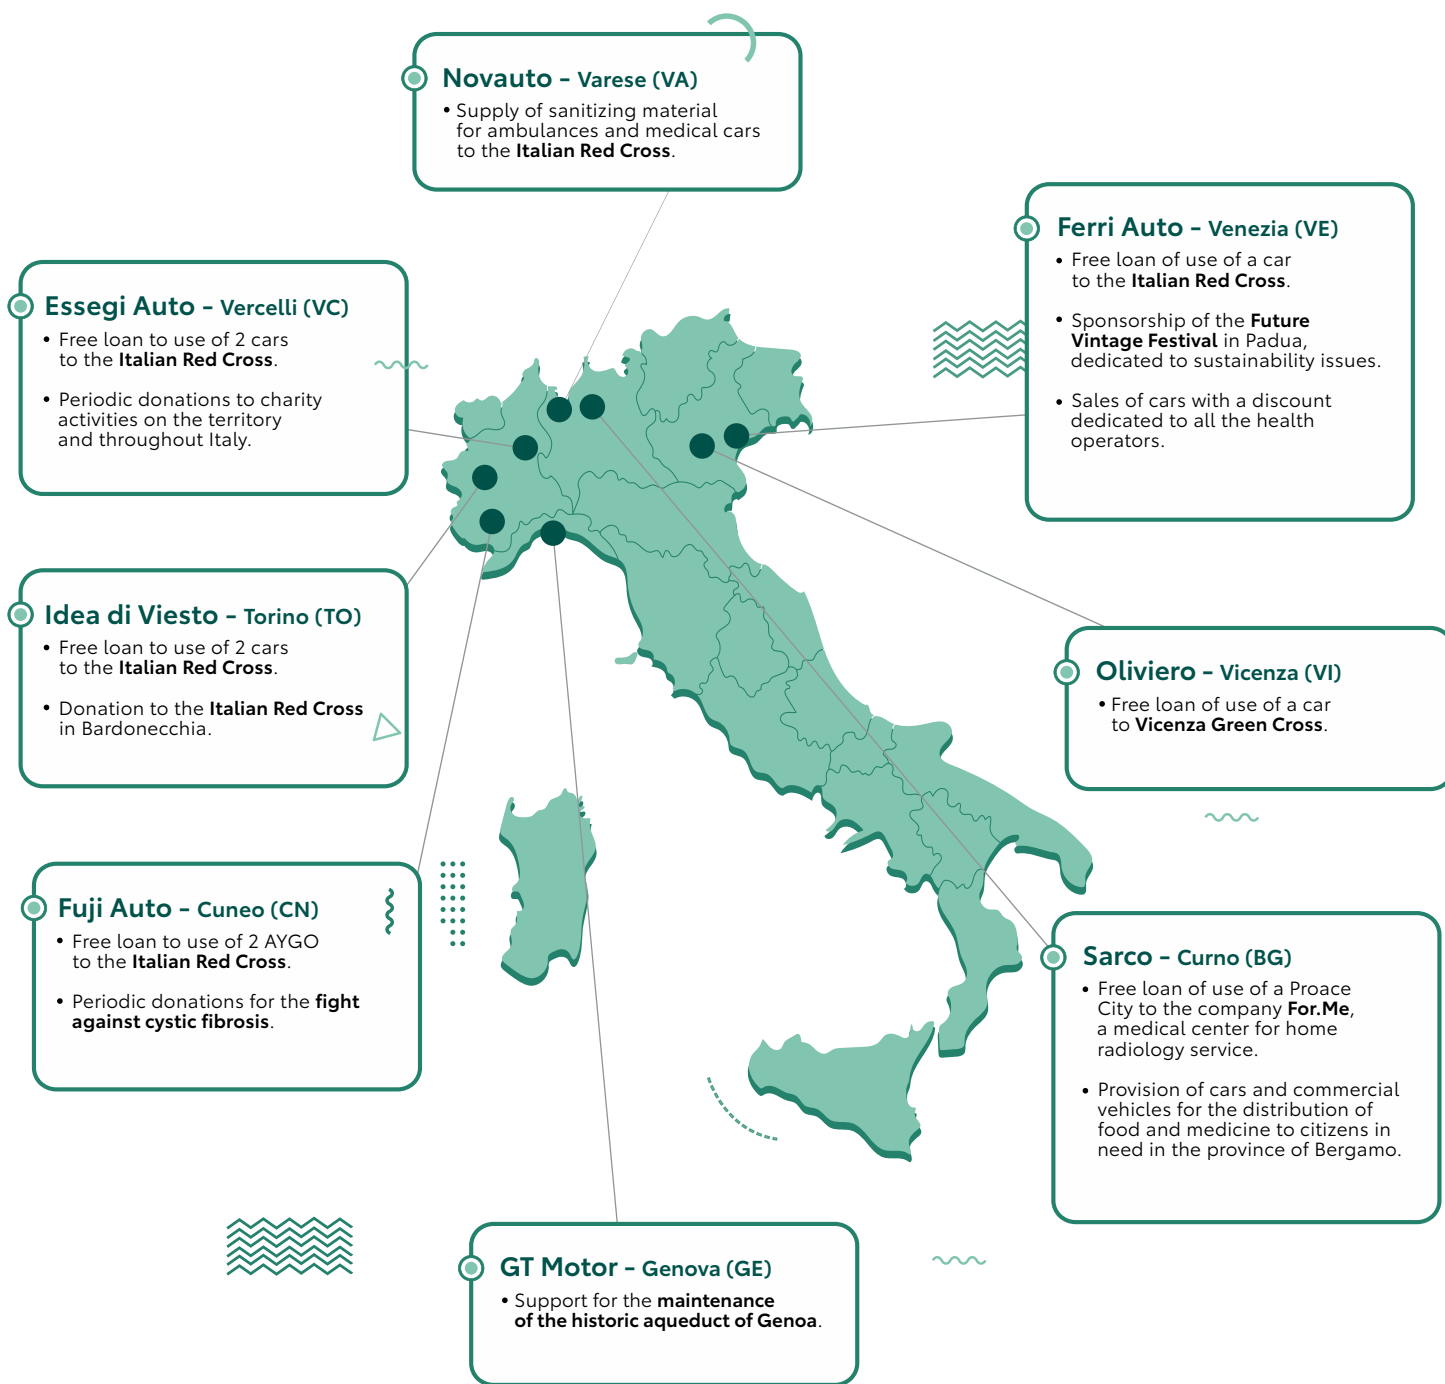 Novauto - Varese (VA)
• Supply of sanitizing material
for ambulances and medical cars
to the Italian Red Cross.
Ferri Auto - Venezia (VE)
• Free loan of use of a car
to the Italian Red Cross.
• Sponsorship of the Future
Vintage Festival in Padua,
dedicated to sustainability issues.
• Sales of cars with a discount
dedicated to all the health
operators.
Essegi Auto - Vercelli (VC)
• Free loan to use of 2 cars
to the Italian Red Cross.
• Periodic donations to charity
activities on the territory
and throughout Italy.
Idea di Viesto - Torino (TO)
• Free loan to use of 2 cars
to the Italian Red Cross.
• Donation to the Italian Red Cross
in Bardonecchia.
Oliviero - Vicenza (VI)
• Free loan of use of a car
to Vicenza Green Cross.
Fuji Auto - Cuneo (CN)
• Free loan to use of 2 AYGO
to the Italian Red Cross.
• Periodic donations for the fight
against cystic fibrosis.
Sarco - Curno (BG)
• Free loan of use of a Proace
City to the company For.Me,
a medical center for home
radiology service.
• Provision of cars and commercial
vehicles for the distribution of
food and medicine to citizens in
need in the province of Bergamo.
GT Motor - Genova (GE)
• Support for the maintenance
of the historic aqueduct of Genoa.